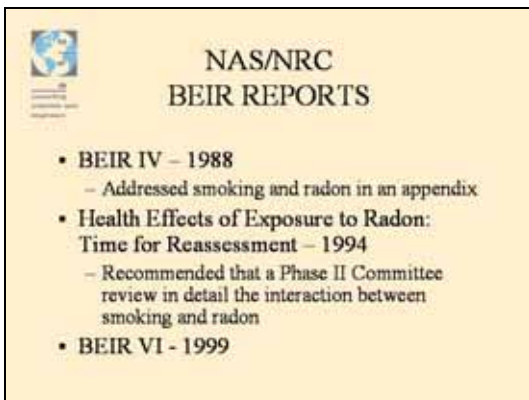 NAS/NRC
BEIR REPORTS
• BEIR IV – 1988
– Addressed smoking and radon in an appendix
• Health Effects of Exposure to Radon:
Time for Reassessment – 1994
– Recommended that a Phase II Committee
review in detail the interaction between
smoking and radon
• BEIR VI - 1999